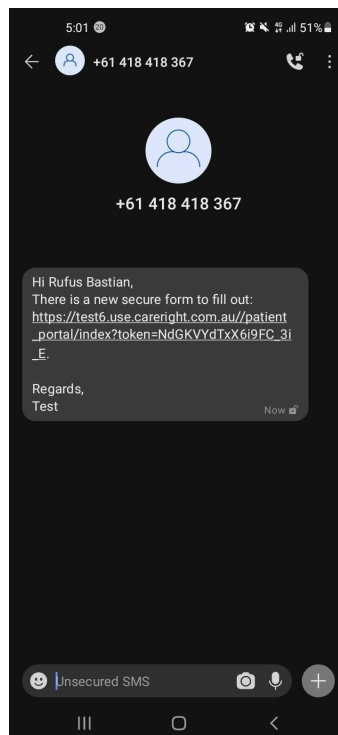 5:01 20 4G 51%
+61 418 418 367
+61 418 418 367
Hi Rufus Bastian,
There is a new secure form to fill out:
https://test6.use.careright.com.au//patient
_portal/index?token=NdGKVYdTxX6i9FC_3i
_E.
Regards,
Test
Now
Unsecured SMS